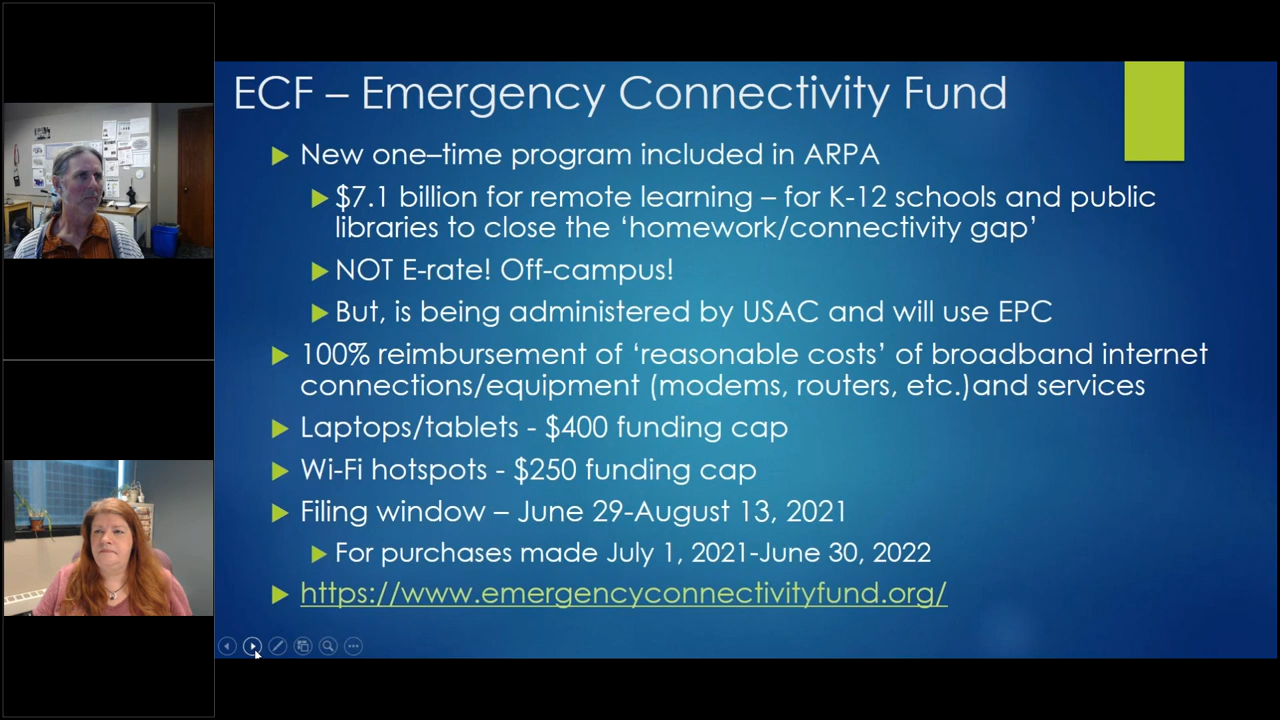 ECF – Emergency Connectivity Fund
New one–time program included in ARPA
$7.1 billion for remote learning – for K-12 schools and public
libraries to close the ‘homework/connectivity gap’
NOT E-rate! Off-campus!
But, is being administered by USAC and will use EPC
100% reimbursement of ‘reasonable costs’ of broadband internet
connections/equipment (modems, routers, etc.)and services
Laptops/tablets - $400 funding cap
Wi-Fi hotspots - $250 funding cap
Filing window – June 29-August 13, 2021
For purchases made July 1, 2021-June 30, 2022
https://www.emergencyconnectivityfund.org/